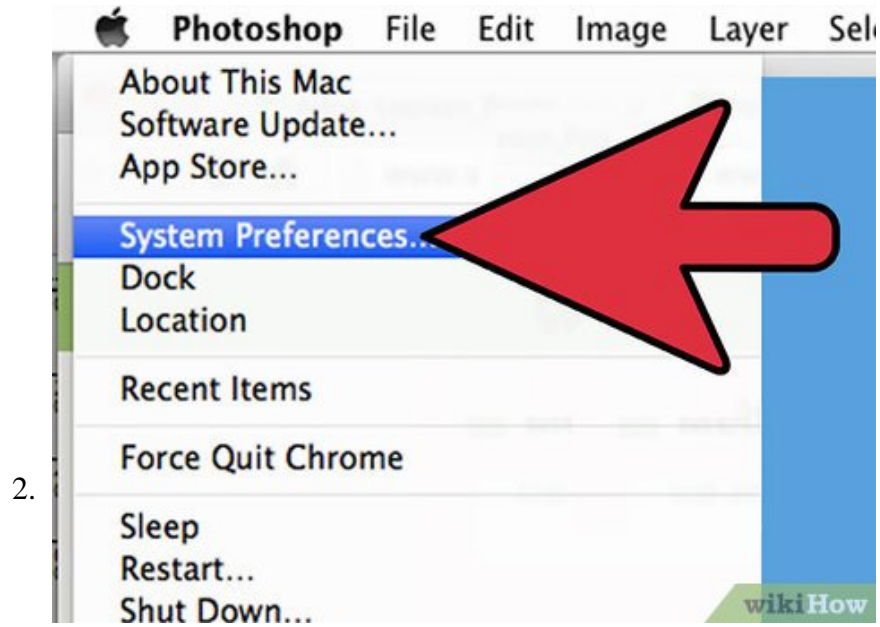 Photoshop File Edit Image Layer Sel
About This Mac
Software Update...
App Store...
System Preferences...
Dock
Location
Recent Items
Force Quit Chrome
2.
Sleep
Restart...
Shut Down...
wikiHow